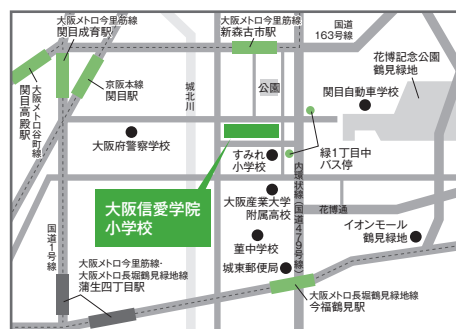 大阪メトロ今里筋線
関目成育駅
大阪メトロ今里筋線
新森古市駅
国道
163号線
花博記念公園
鶴見緑地
大阪メトロ谷町線
関目高殿駅
京阪本線
関目駅
城北川
公園
関目自動車学校
大阪府警察学校
すみれ
小学校
緑1丁目中
バス停
大阪信愛学院
小学校
大阪産業大学
附属高校
内環状線(国道479号線)
花博通
国道1号線
菫中学校
イオンモール
鶴見緑地
大阪メトロ今里筋線・
大阪メトロ長堀鶴見緑地線
蒲生四丁目駅
城東郵便局
大阪メトロ長堀鶴見緑地線
今福鶴見駅